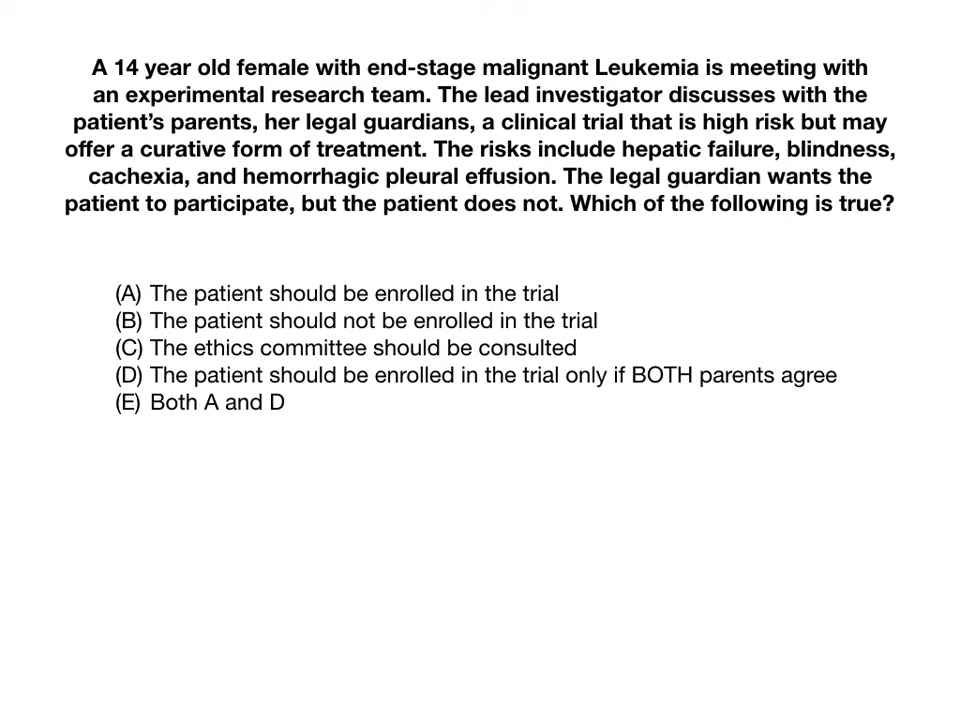 A 14 year old female with end-stage malignant Leukemia is meeting with
an experimental research team. The lead investigator discusses with the
patient’s parents, her legal guardians, a clinical trial that is high risk but may
offer a curative form of treatment. The risks include hepatic failure, blindness,
cachexia, and hemorrhagic pleural effusion. The legal guardian wants the
patient to participate, but the patient does not. Which of the following is true?
(A) The patient should be enrolled in the trial
(B) The patient should not be enrolled in the trial
(C) The ethics committee should be consulted
(D) The patient should be enrolled in the trial only if BOTH parents agree
(E) Both A and D